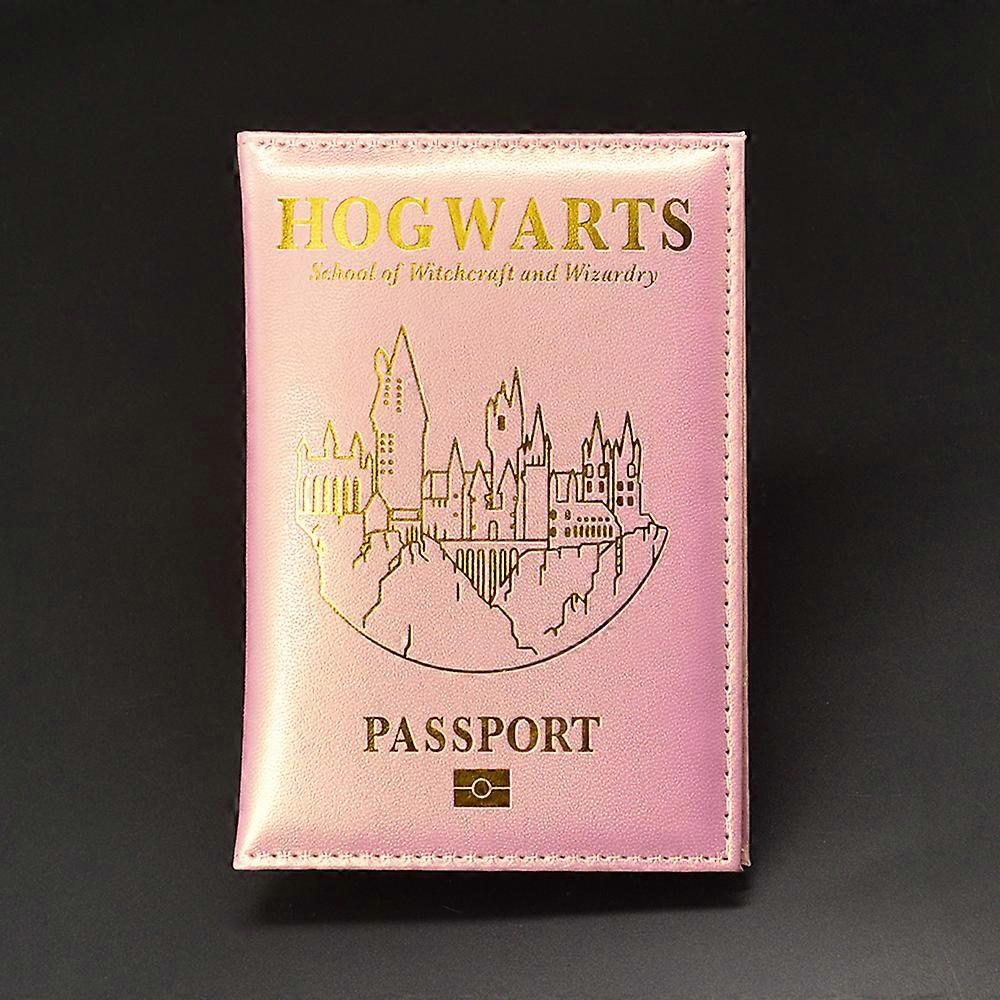 HOGWARTS
School of Witchcraft and Wizardry
PASSPORT